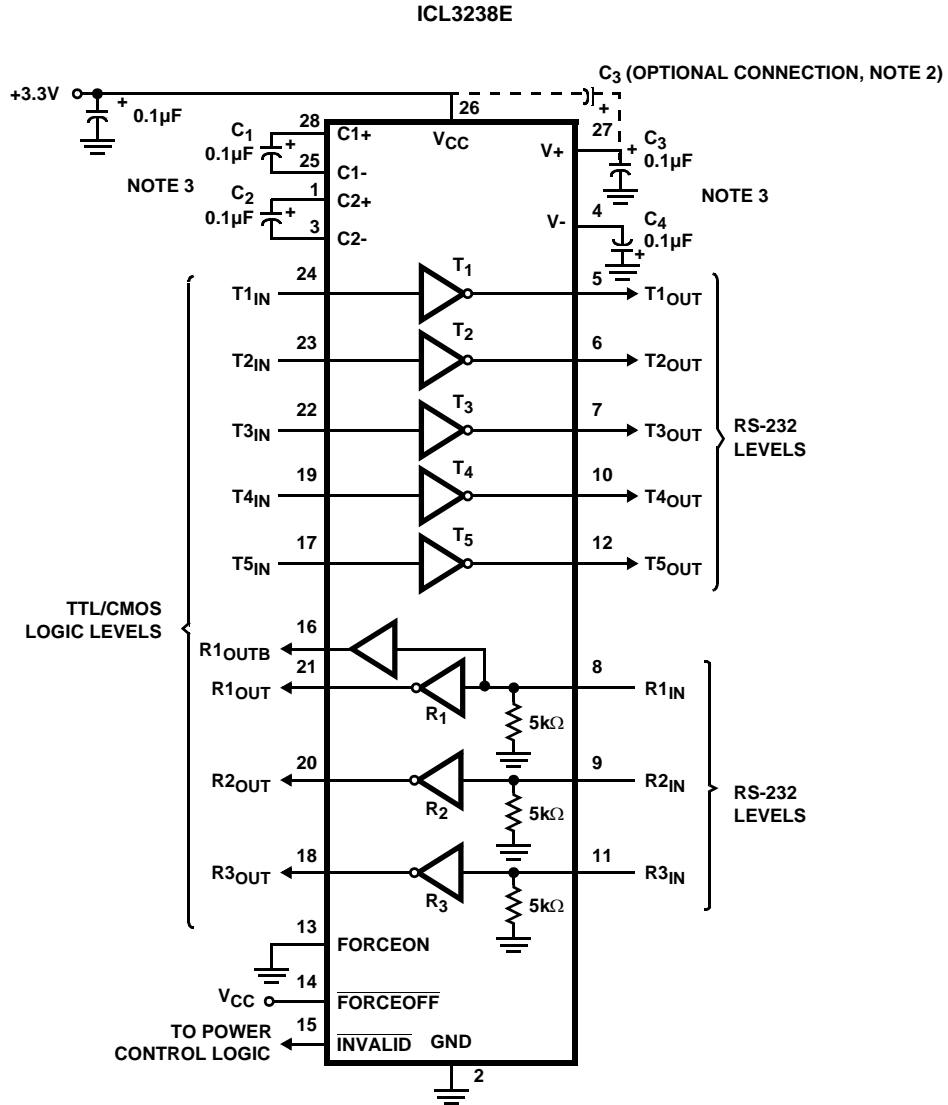 ICL3238E
C3 (OPTIONAL CONNECTION, NOTE 2)
+3.3V
+
0.1µF
+
26
VCC
28
C1+
C1
0.1µF
+
25
C1-
NOTE 3
1
C2+
C2
0.1µF
+
3
C2-
27
V+
+
C3
0.1µF
NOTE 3
4
V-
C4
0.1µF
+
T1IN
24
T1
5
T1OUT
T2IN
23
T2
6
T2OUT
T3IN
22
T3
7
T3OUT
RS-232
LEVELS
T4IN
19
T4
10
T4OUT
T5IN
17
T5
12
T5OUT
TTL/CMOS
LOGIC LEVELS
R1OUTB
16
R1OUT
21
R1
8
R1IN
5kΩ
R2OUT
20
R2
9
R2IN
5kΩ
RS-232
LEVELS
R3OUT
18
R3
11
R3IN
5kΩ
13
FORCEON
VCC
14
FORCEOFF
TO POWER
CONTROL LOGIC
15
INVALID
GND
2